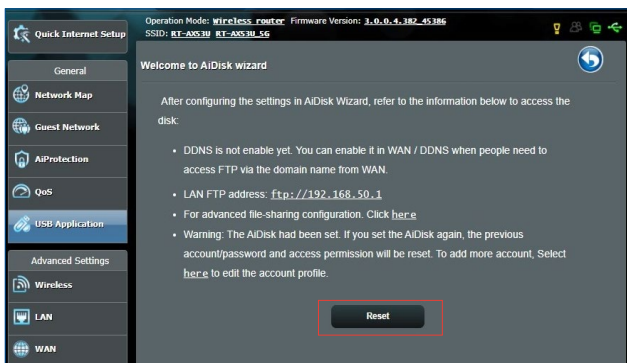 Quick Internet Setup
General
Network Map
Guest Network
AiProtection
QoS
USB Application
Advanced Settings
Wireless
LAN
WAN
Operation Mode: Wireless router Firmware Version: 3.0.0.4.382_45386
SSID: RT-AX53U RT-AX53U_5G
Welcome to AiDisk wizard
After configuring the settings in AiDisk Wizard, refer to the information below to access the
disk:
• DDNS is not enable yet. You can enable it in WAN / DDNS when people need to
access FTP via the domain name from WAN.
• LAN FTP address: ftp://192.168.50.1
• For advanced file-sharing configuration. Click here
• Warning: The AiDisk had been set. If you set the AiDisk again, the previous
account/password and access permission will be reset. To add more account, Select
here to edit the account profile.
Reset